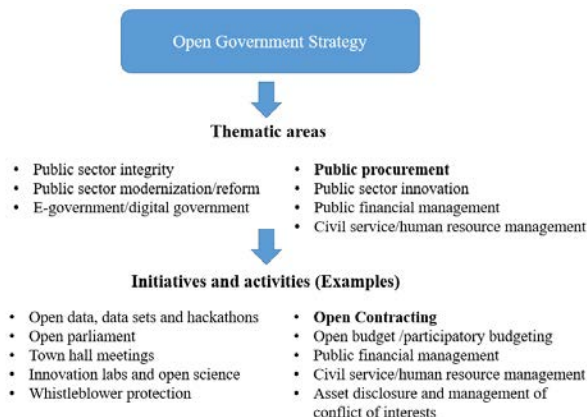 Open Government Strategy
Thematic areas
• Public sector integrity
• Public sector modernization/reform
• E-government/digital government
• Public procurement
• Public sector innovation
• Public financial management
• Civil service/human resource management
Initiatives and activities (Examples)
• Open data, data sets and hackathons
• Open parliament
• Town hall meetings
• Innovation labs and open science
• Whistleblower protection
• Open Contracting
• Open budget /participatory budgeting
• Public financial management
• Civil service/human resource management
• Asset disclosure and management of
conflict of interests